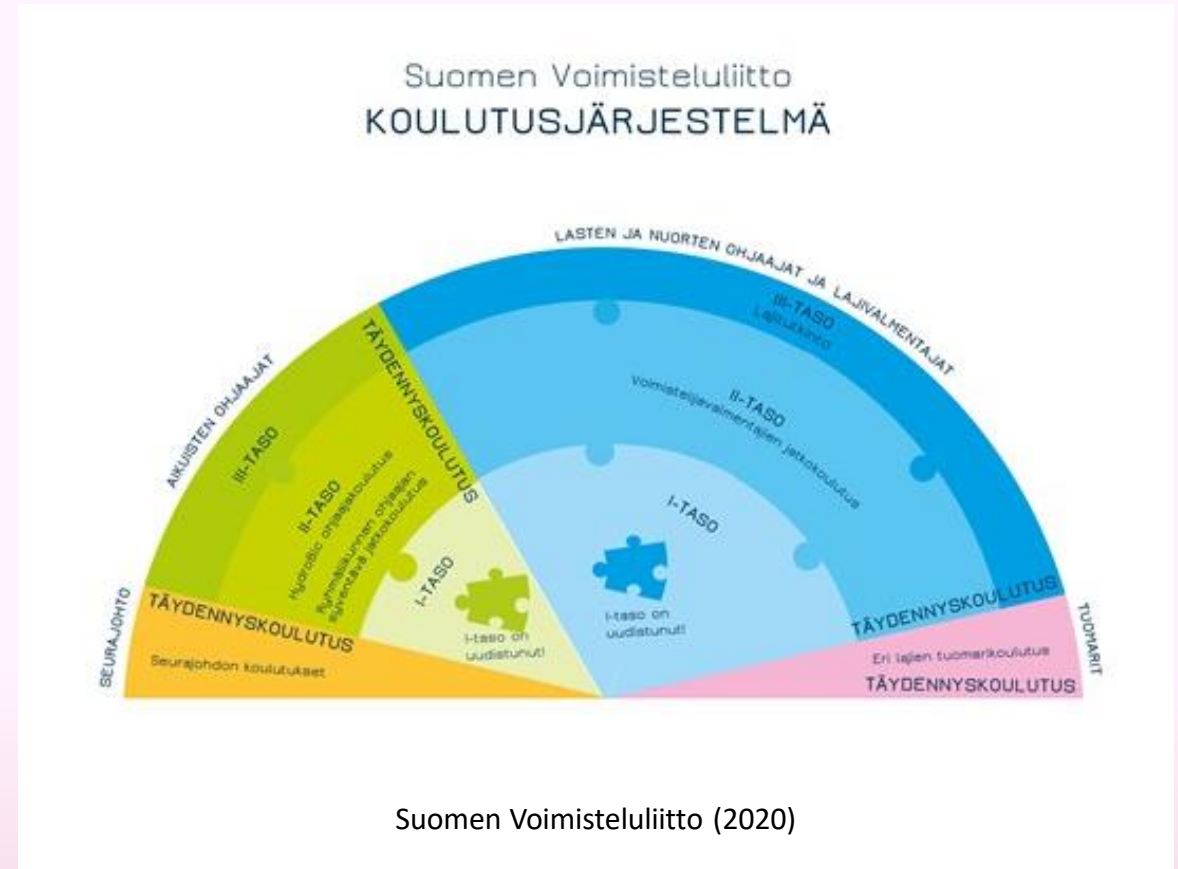 Suomen Voimisteluliitto
KOULUTUSJÄRJESTELMÄ
LASTEN JA NUORTEN OHJAAJAT JA LAJIVALMENTAJAT
III-TASO
Lajitutkinto
II-TASO
Voimistelijavalmentajien jatkokoulutus
I-TASO
I-taso on
uudistunut!
TÄYDENNYSKOULUTUS
AIKUISTEN OHJAAJAT
III-TASO
II-TASO
HydroBic ohjaajakoulutus
Ryhmäliikunnan ohjaajan
syventävä jatkokoulutus
I-TASO
I-taso on
uudistunut!
TÄYDENNYSKOULUTUS
SEURAJOHTO
TÄYDENNYSKOULUTUS
Seurajohdon koulutukset
TUOMARIT
Eri lajien tuomarikoulutus
TÄYDENNYSKOULUTUS
Suomen Voimisteluliitto (2020)